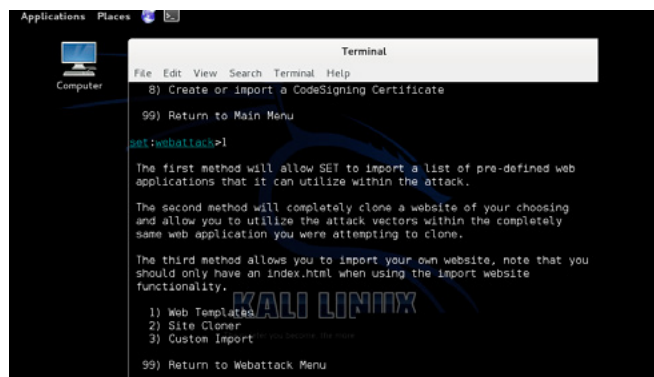 Applications Places
Computer
Terminal
File Edit View Search Terminal Help
8) Create or import a CodeSigning Certificate
99) Return to Main Menu
set:webattack>1
The first method will allow SET to import a list of pre-defined web
applications that it can utilize within the attack.
The second method will completely clone a website of your choosing
and allow you to utilize the attack vectors within the completely
same web application you were attempting to clone.
The third method allows you to import your own website, note that you
should only have an index.html when using the import website
functionality.
KALI LINUX
1) Web Templates
2) Site Cloner
3) Custom Import
99) Return to Webattack Menu